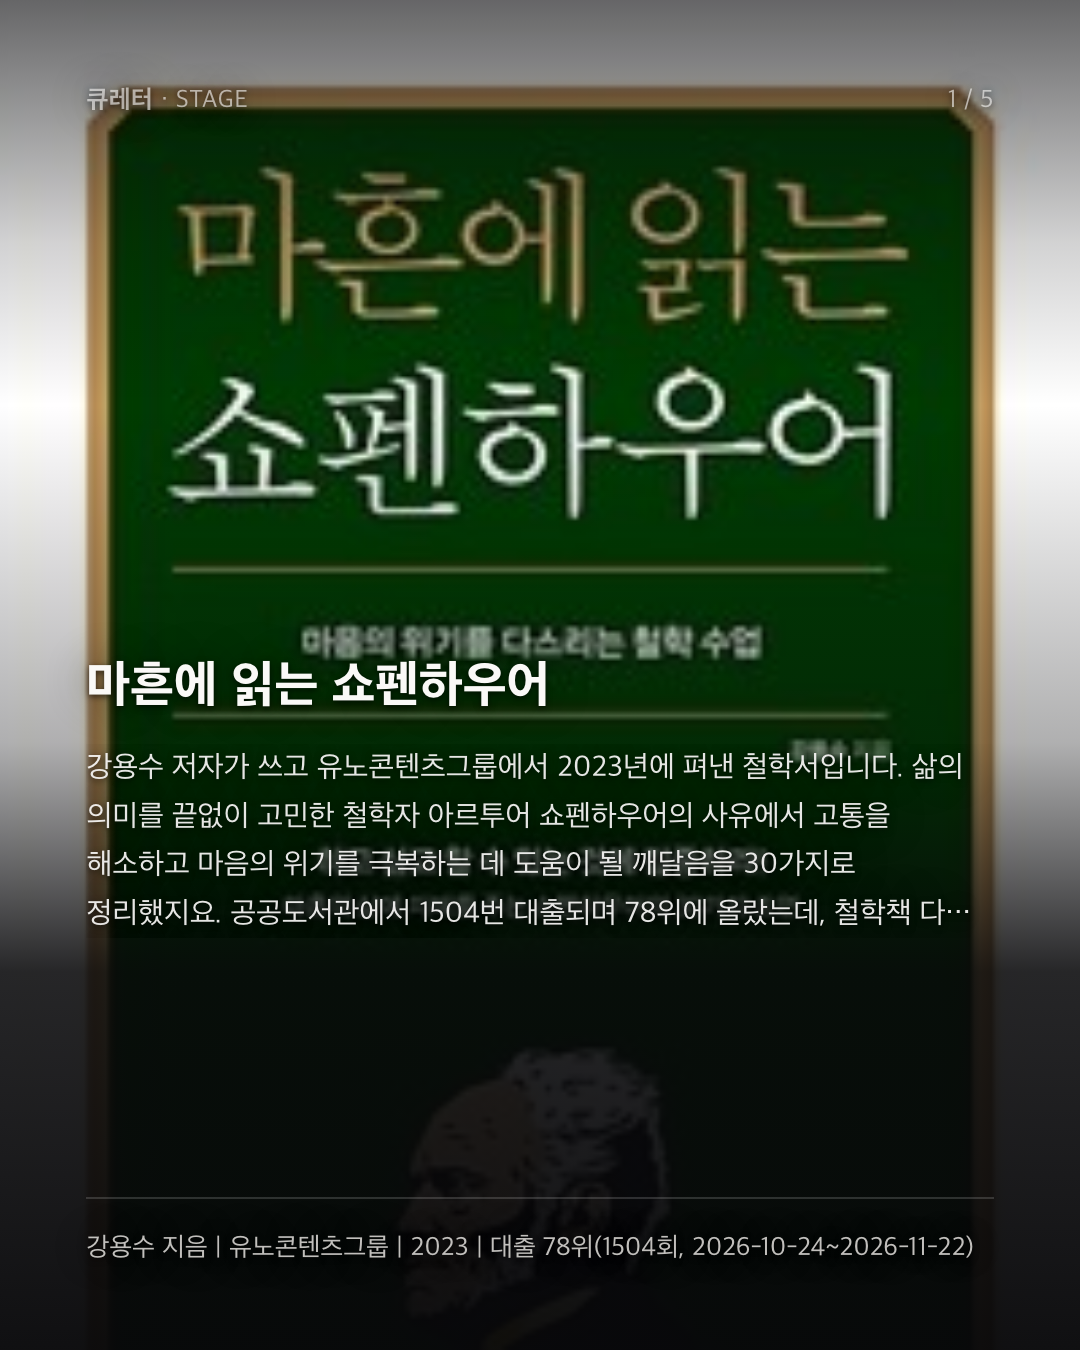 큐레터 · STAGE
1 / 5
마흔에 읽는
쇼펜하우어
마음의 위기를 다스리는 철학 수업
마흔에 읽는 쇼펜하우어
강용수 저자가 쓰고 유노콘텐츠그룹에서 2023년에 펴낸 철학서입니다. 삶의
의미를 끝없이 고민한 철학자 아르투어 쇼펜하우어의 사유에서 고통을
해소하고 마음의 위기를 극복하는 데 도움이 될 깨달음을 30가지로
정리했지요. 공공도서관에서 1504번 대출되며 78위에 올랐는데, 철학책 다…
강용수 지음 | 유노콘텐츠그룹 | 2023 | 대출 78위(1504회, 2026-10-24~2026-11-22)